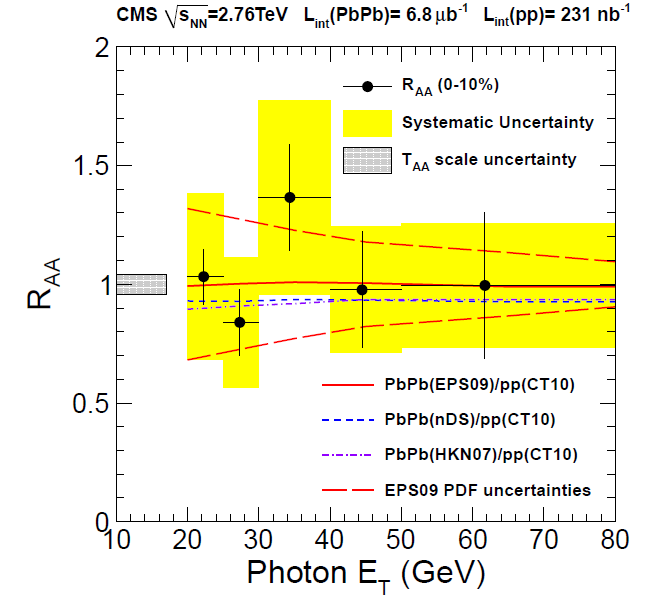 CMS √sNN=2.76TeV Lint(PbPb)= 6.8 μb-1 Lint(pp)= 231 nb-1
2
RAA (0-10%)
Systematic Uncertainty
TAA scale uncertainty
1.5
1
RAA
0.5
PbPb(EPS09)/pp(CT10)
PbPb(nDS)/pp(CT10)
PbPb(HKN07)/pp(CT10)
EPS09 PDF uncertainties
0
10 20 30 40 50 60 70 80
Photon ET (GeV)